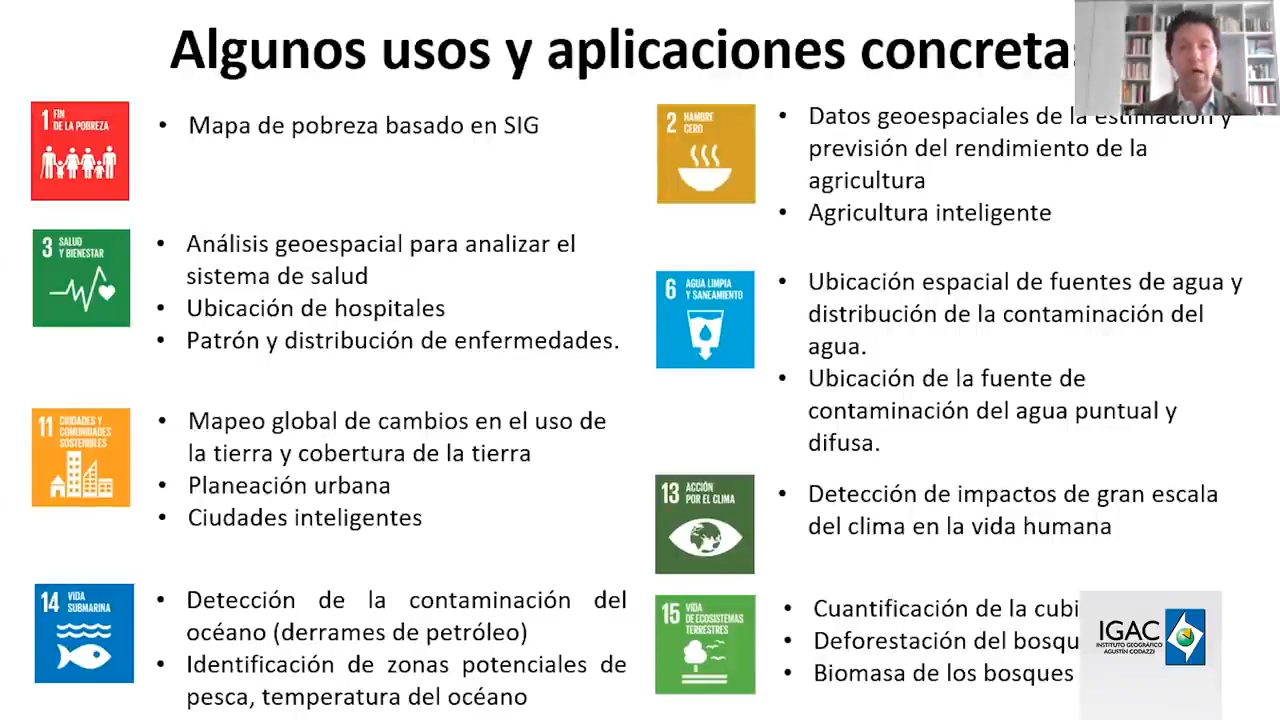 Algunos usos y aplicaciones concretas
1 FIN
DE LA POBREZA
• Mapa de pobreza basado en SIG
3 SALUD
Y BIENESTAR
• Análisis geoespacial para analizar el
sistema de salud
• Ubicación de hospitales
• Patrón y distribución de enfermedades.
11 CIUDADES Y
COMUNIDADES
SOSTENIBLES
• Mapeo global de cambios en el uso de
la tierra y cobertura de la tierra
• Planeación urbana
• Ciudades inteligentes
14 VIDA
SUBMARINA
• Detección de la contaminación del
océano (derrames de petróleo)
• Identificación de zonas potenciales de
pesca, temperatura del océano
2 HAMBRE
CERO
• Datos geoespaciales de la estimación y
previsión del rendimiento de la
agricultura
• Agricultura inteligente
6 AGUA LIMPIA
Y SANEAMIENTO
• Ubicación espacial de fuentes de agua y
distribución de la contaminación del
agua.
• Ubicación de la fuente de
contaminación del agua puntual y
difusa.
13 ACCIÓN
POR EL CLIMA
• Detección de impactos de gran escala
del clima en la vida humana
15 VIDA
DE ECOSISTEMAS
TERRESTRES
• Cuantificación de la cubi
• Deforestación del bosqu
• Biomasa de los bosques
IGAC
INSTITUTO GEOGRÁFICO
AGUSTÍN CODAZZI